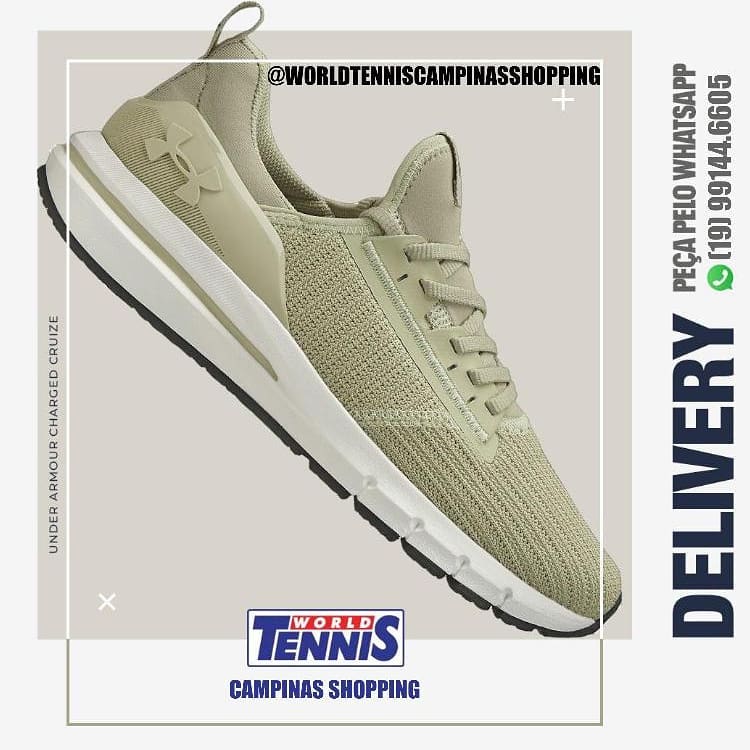 @WORLDTENNISCAMPINASSHOPPING
PEÇA PELO WHATSAPP
(19) 99144.6605
DELIVERY
UNDER ARMOUR CHARGED CRUIZE
WORLD
TENNIS
CAMPINAS SHOPPING